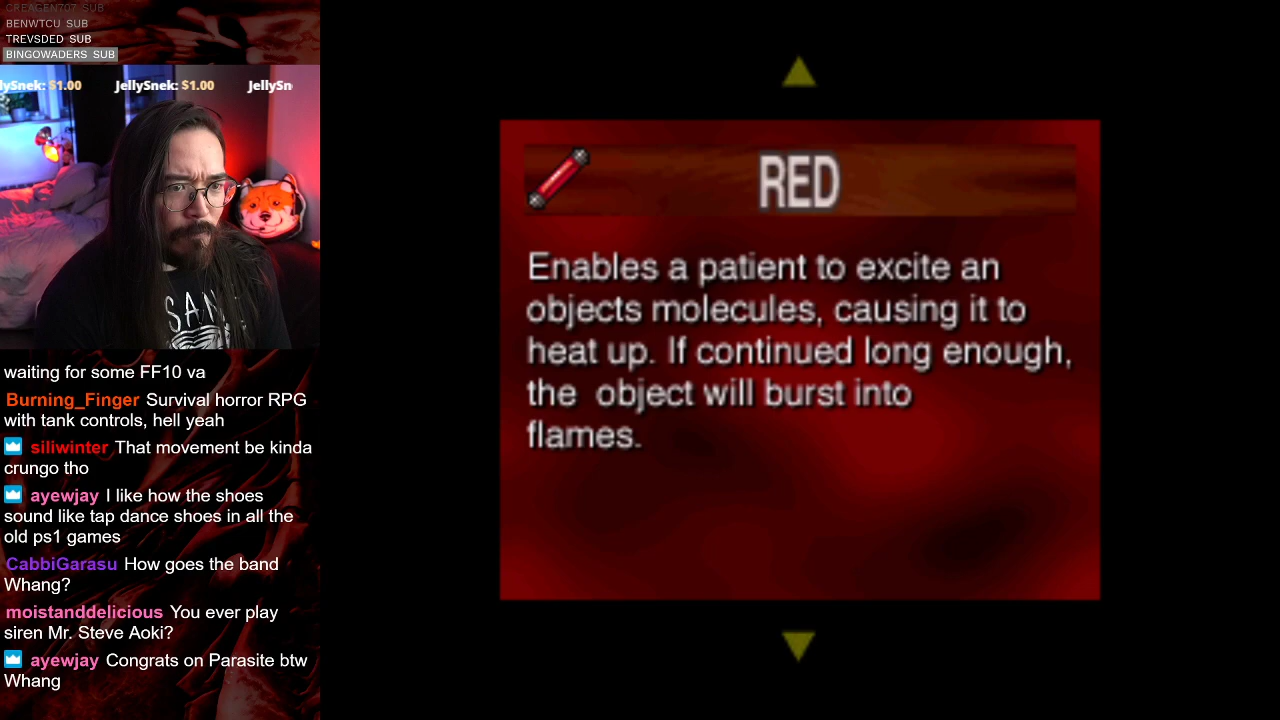 CREAGEN707 SUB
BENWTCU SUB
TREVSDED SUB
BINGOWADERS SUB
lySnek: $1.00 JellySnek: $1.00 JellySn
SAN
waiting for some FF10 va
Burning_Finger Survival horror RPG
with tank controls, hell yeah
siliwinter That movement be kinda
crungo tho
ayewjay I like how the shoes
sound like tap dance shoes in all the
old ps1 games
CabbiGarasu How goes the band
Whang?
moistanddelicious You ever play
siren Mr. Steve Aoki?
ayewjay Congrats on Parasite btw
Whang
RED
Enables a patient to excite an
objects molecules, causing it to
heat up. If continued long enough,
the object will burst into
flames.